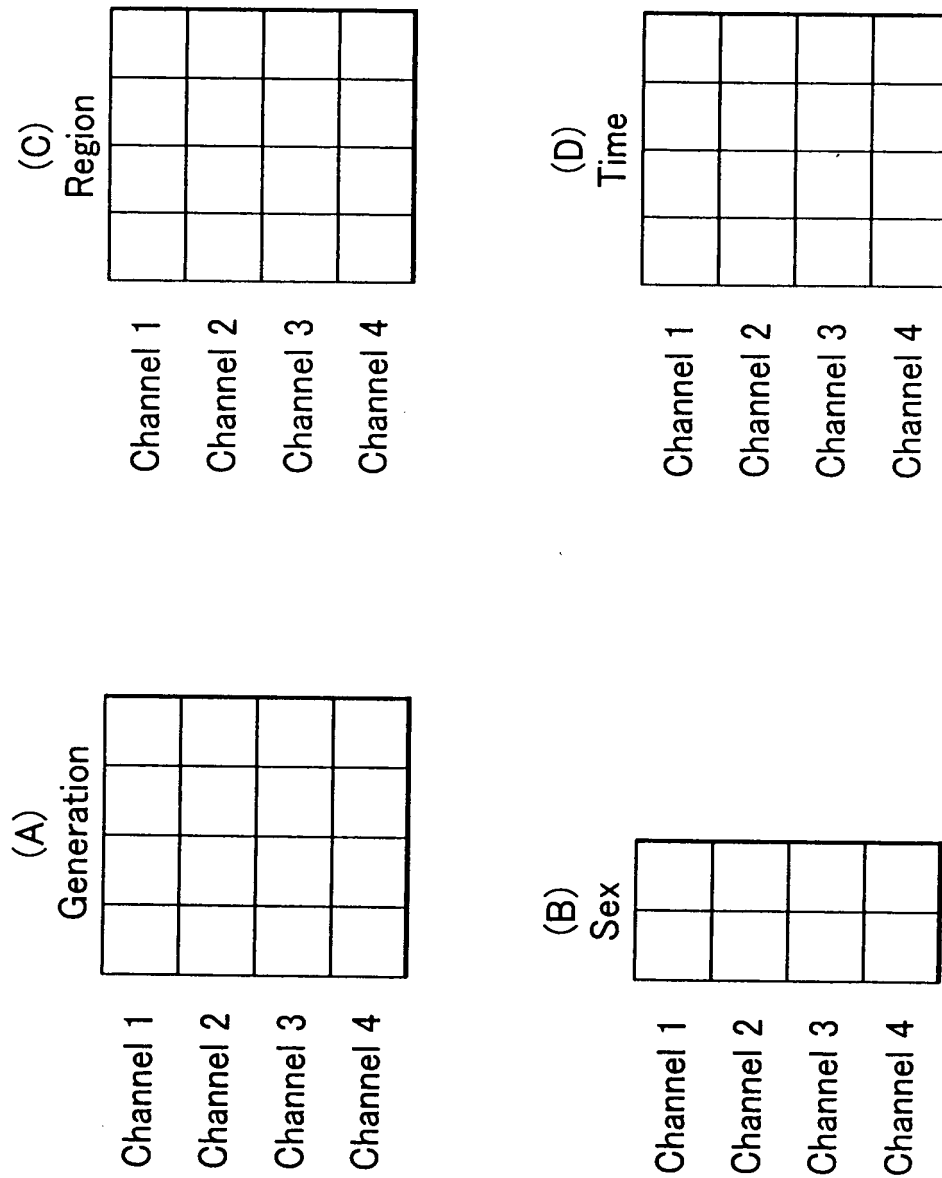 (A)
Generation
Channel 1
Channel 2
Channel 3
Channel 4
(B)
Sex
Channel 1
Channel 2
Channel 3
Channel 4
(C)
Region
Channel 1
Channel 2
Channel 3
Channel 4
(D)
Time
Channel 1
Channel 2
Channel 3
Channel 4